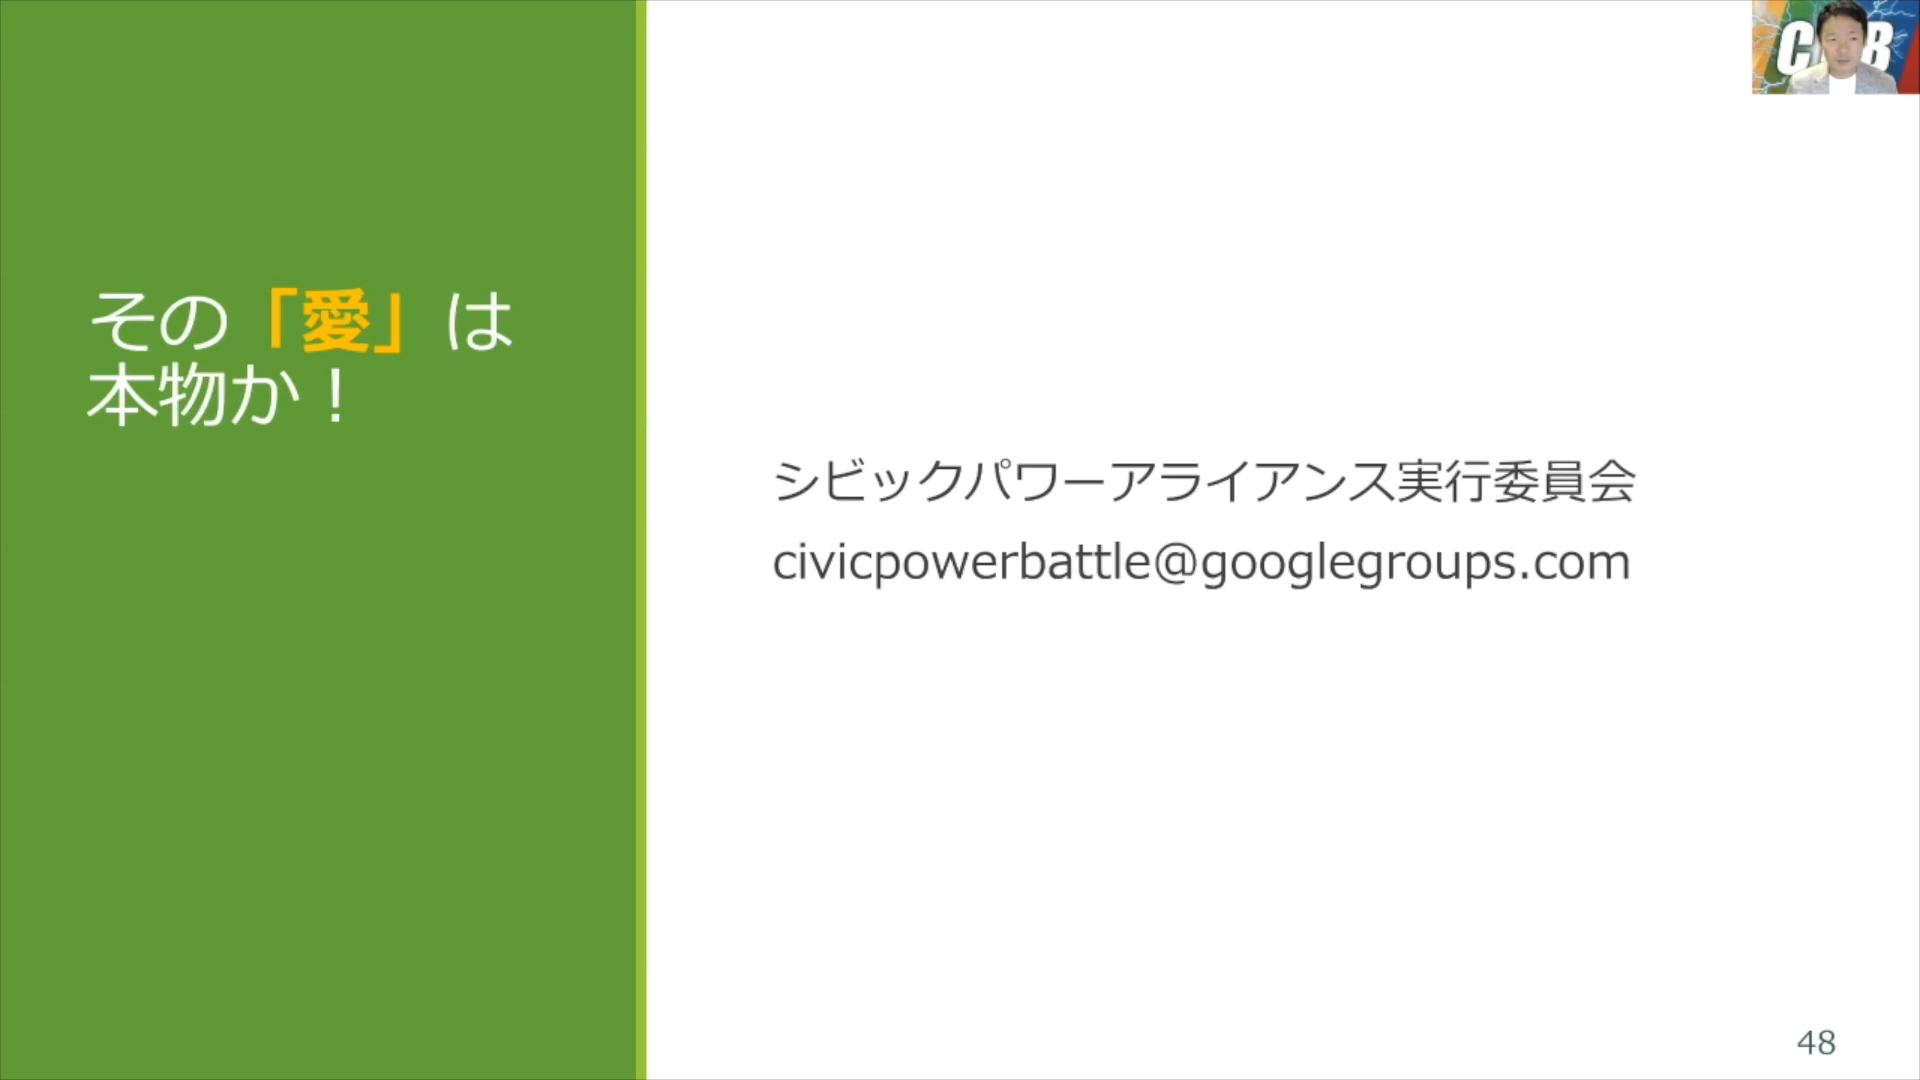 その「愛」は
本物か！
シビックパワーアライアンス実行委員会
civicpowerbattle@googlegroups.com
48